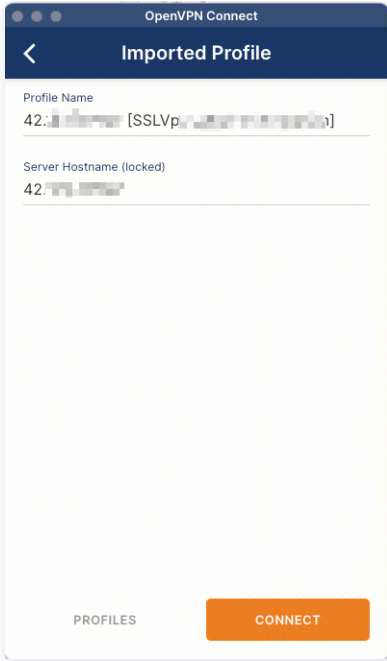 OpenVPN Connect
Imported Profile
Profile Name
42. [SSLVp n]
Server Hostname (locked)
42.
PROFILES
CONNECT